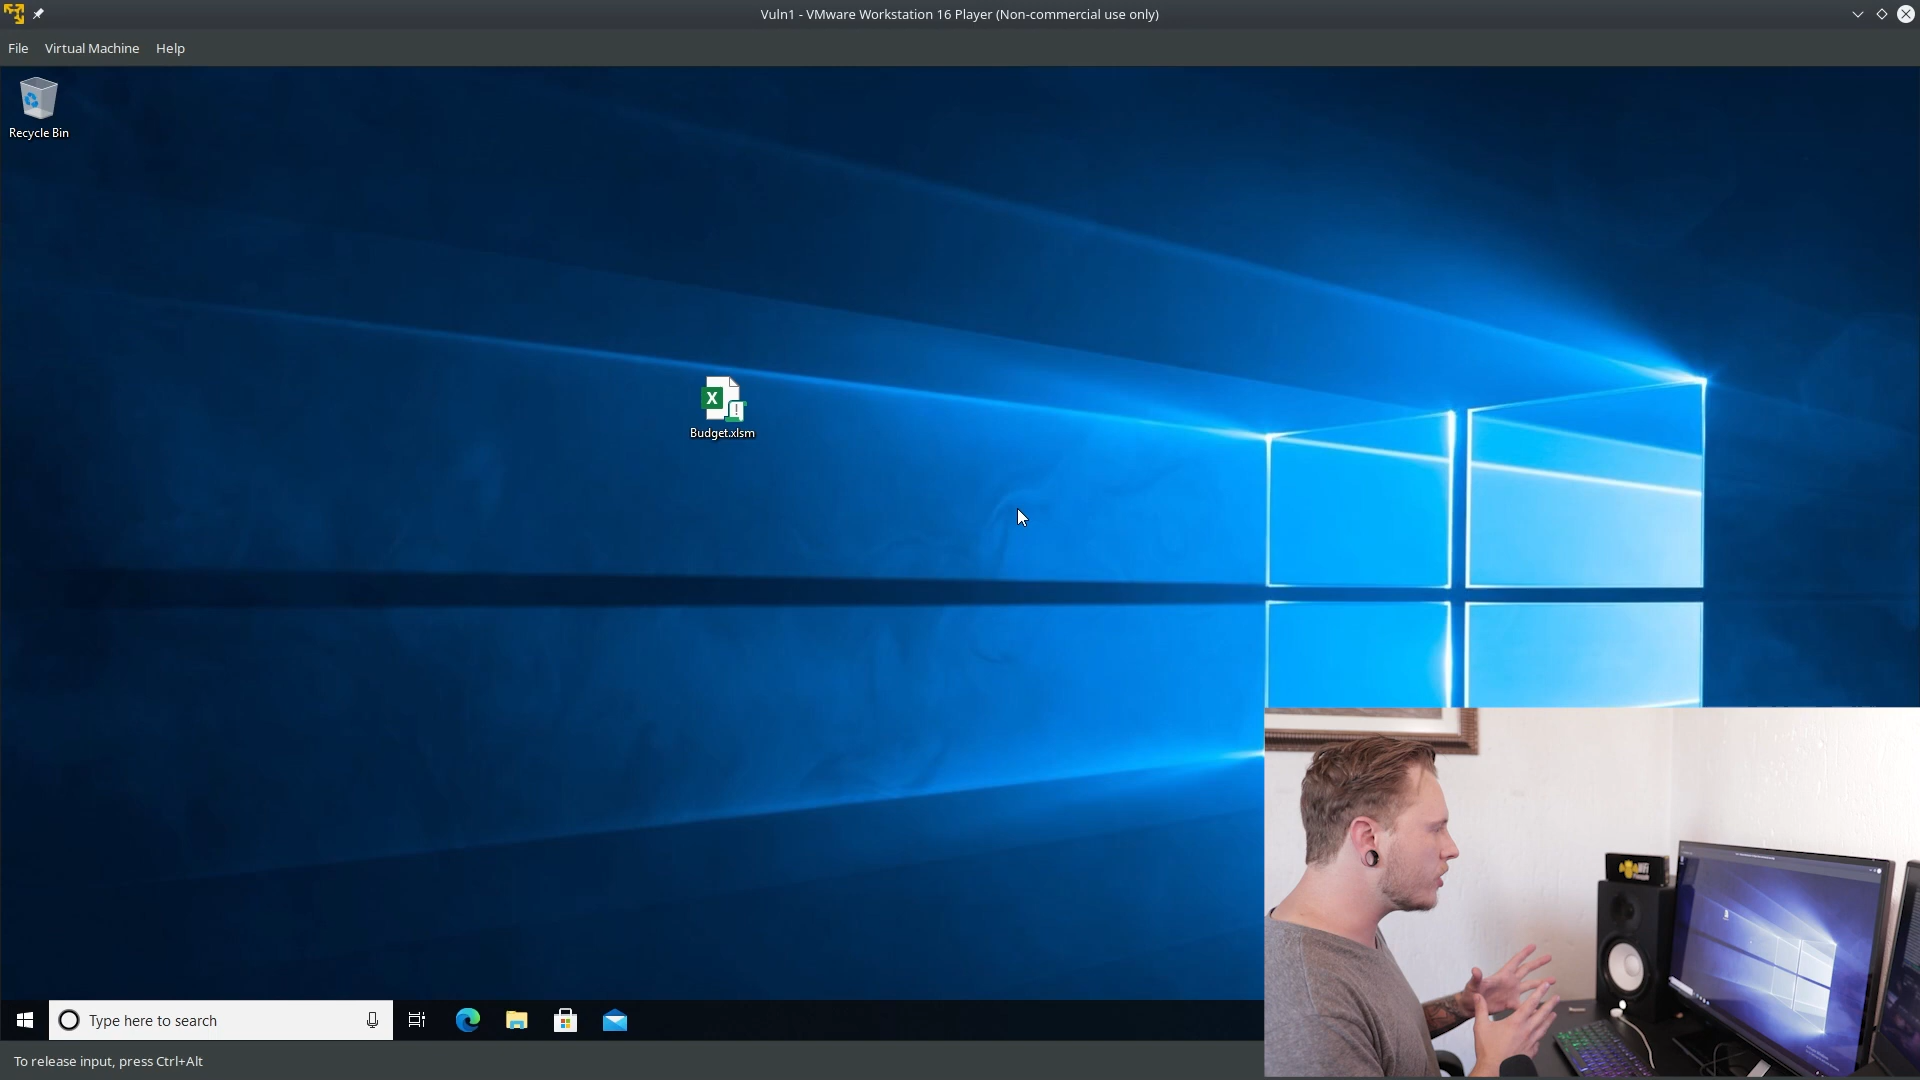 Vuln1 - VMware Workstation 16 Player (Non-commercial use only)
File Virtual Machine Help
Recycle Bin
Budget.xlsm
Type here to search
To release input, press Ctrl+Alt